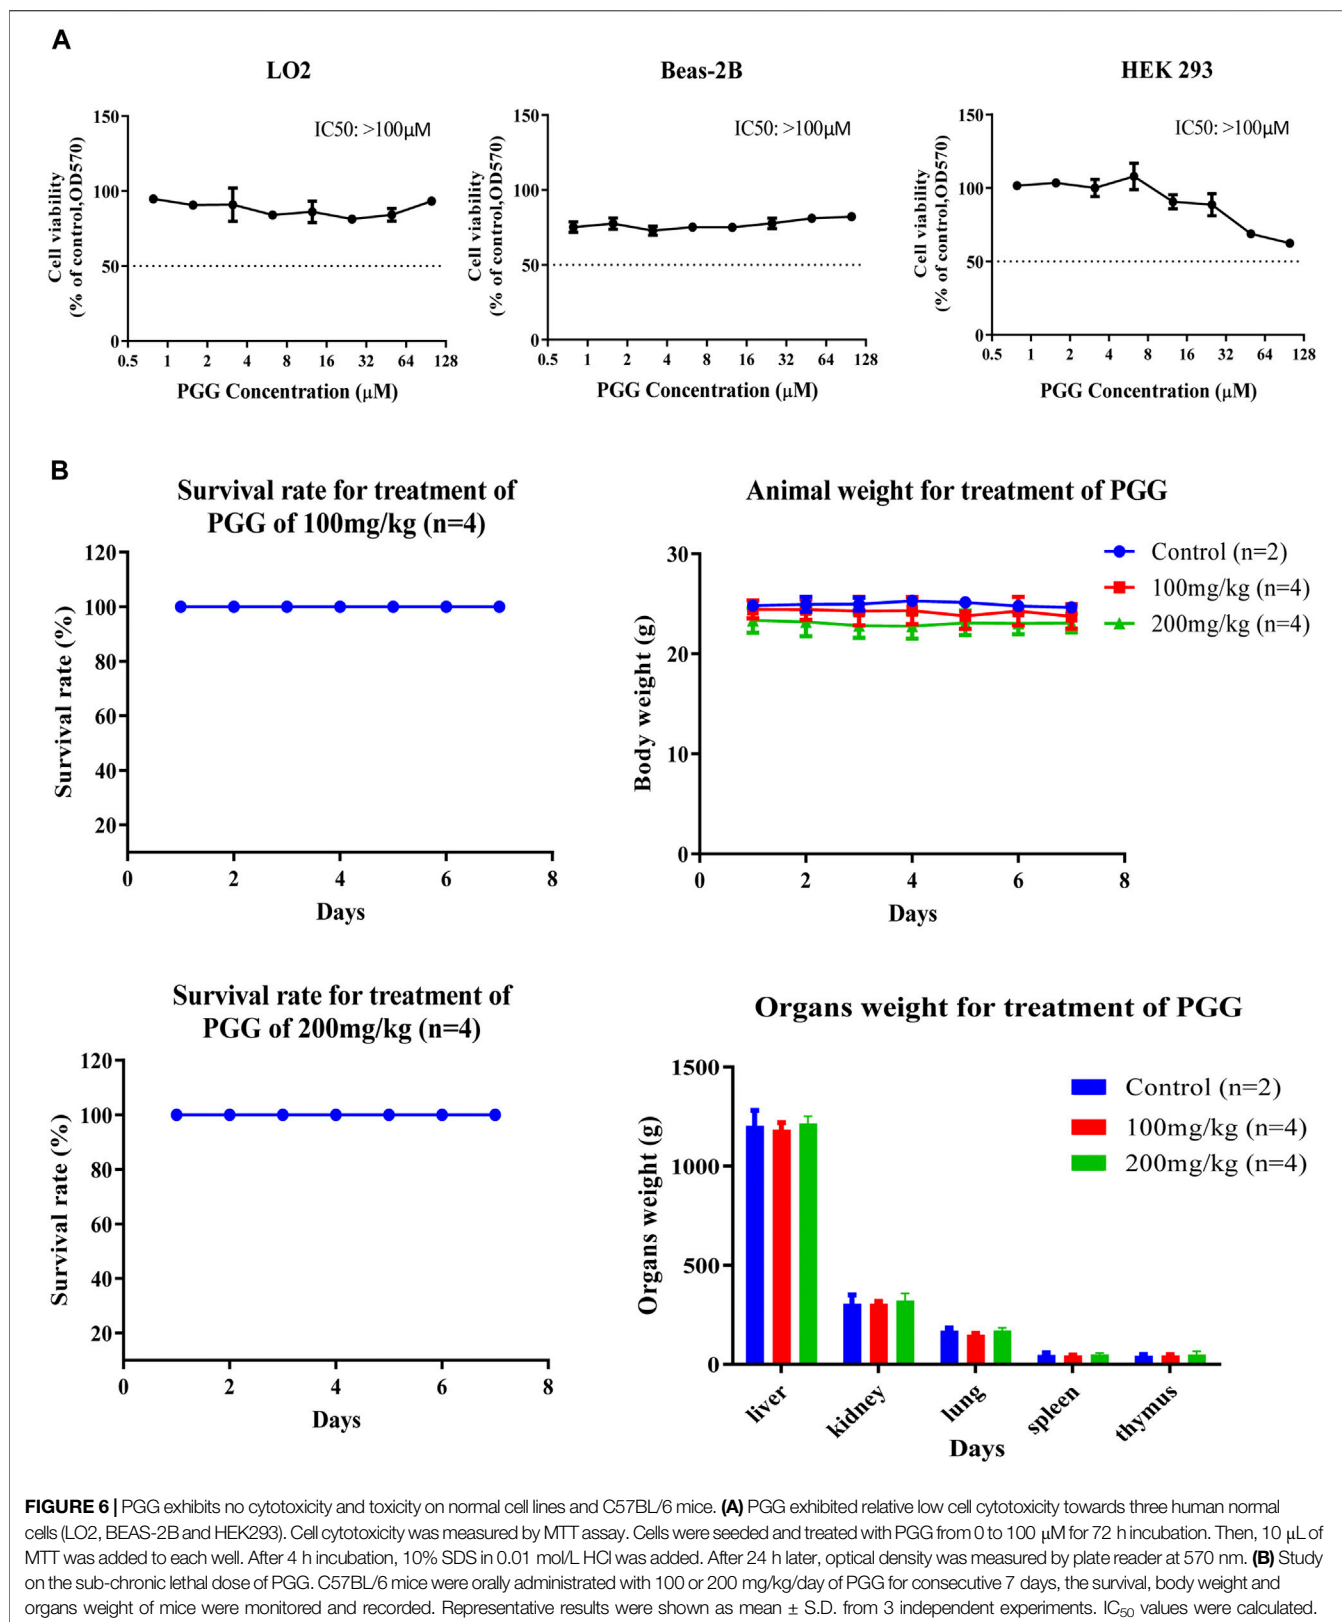 A
LO2
IC50: >100μM
Cell viability
(% of control,OD570)
150
100
50
0
0.5 1 2 4 8 16 32 64 128
PGG Concentration (μM)
Beas-2B
IC50: >100μM
Cell viability
(% of control,OD570)
150
100
50
0
0.5 1 2 4 8 16 32 64 128
PGG Concentration (μM)
HEK 293
IC50: >100μM
Cell viability
(% of control,OD570)
150
100
50
0
0.5 1 2 4 8 16 32 64 128
PGG Concentration (μM)
B
Survival rate for treatment of
PGG of 100mg/kg (n=4)
Survival rate (%)
120
100
80
60
40
20
0 2 4 6 8
Days
Animal weight for treatment of PGG
Control (n=2)
100mg/kg (n=4)
200mg/kg (n=4)
Body weight (g)
30
20
10
0
0 2 4 6 8
Days
Survival rate for treatment of
PGG of 200mg/kg (n=4)
Survival rate (%)
120
100
80
60
40
20
0 2 4 6 8
Days
Organs weight for treatment of PGG
Control (n=2)
100mg/kg (n=4)
200mg/kg (n=4)
Organs weight (g)
1500
1000
500
0
liver kidney lung spleen thymus
Days
FIGURE 6 | PGG exhibits no cytotoxicity and toxicity on normal cell lines and C57BL/6 mice. (A) PGG exhibited relative low cell cytotoxicity towards three human normal
cells (LO2, BEAS-2B and HEK293). Cell cytotoxicity was measured by MTT assay. Cells were seeded and treated with PGG from 0 to 100 μM for 72 h incubation. Then, 10 μL of
MTT was added to each well. After 4 h incubation, 10% SDS in 0.01 mol/L HCl was added. After 24 h later, optical density was measured by plate reader at 570 nm. (B) Study
on the sub-chronic lethal dose of PGG. C57BL/6 mice were orally administrated with 100 or 200 mg/kg/day of PGG for consecutive 7 days, the survival, body weight and
organs weight of mice were monitored and recorded. Representative results were shown as mean ± S.D. from 3 independent experiments. IC50 values were calculated.